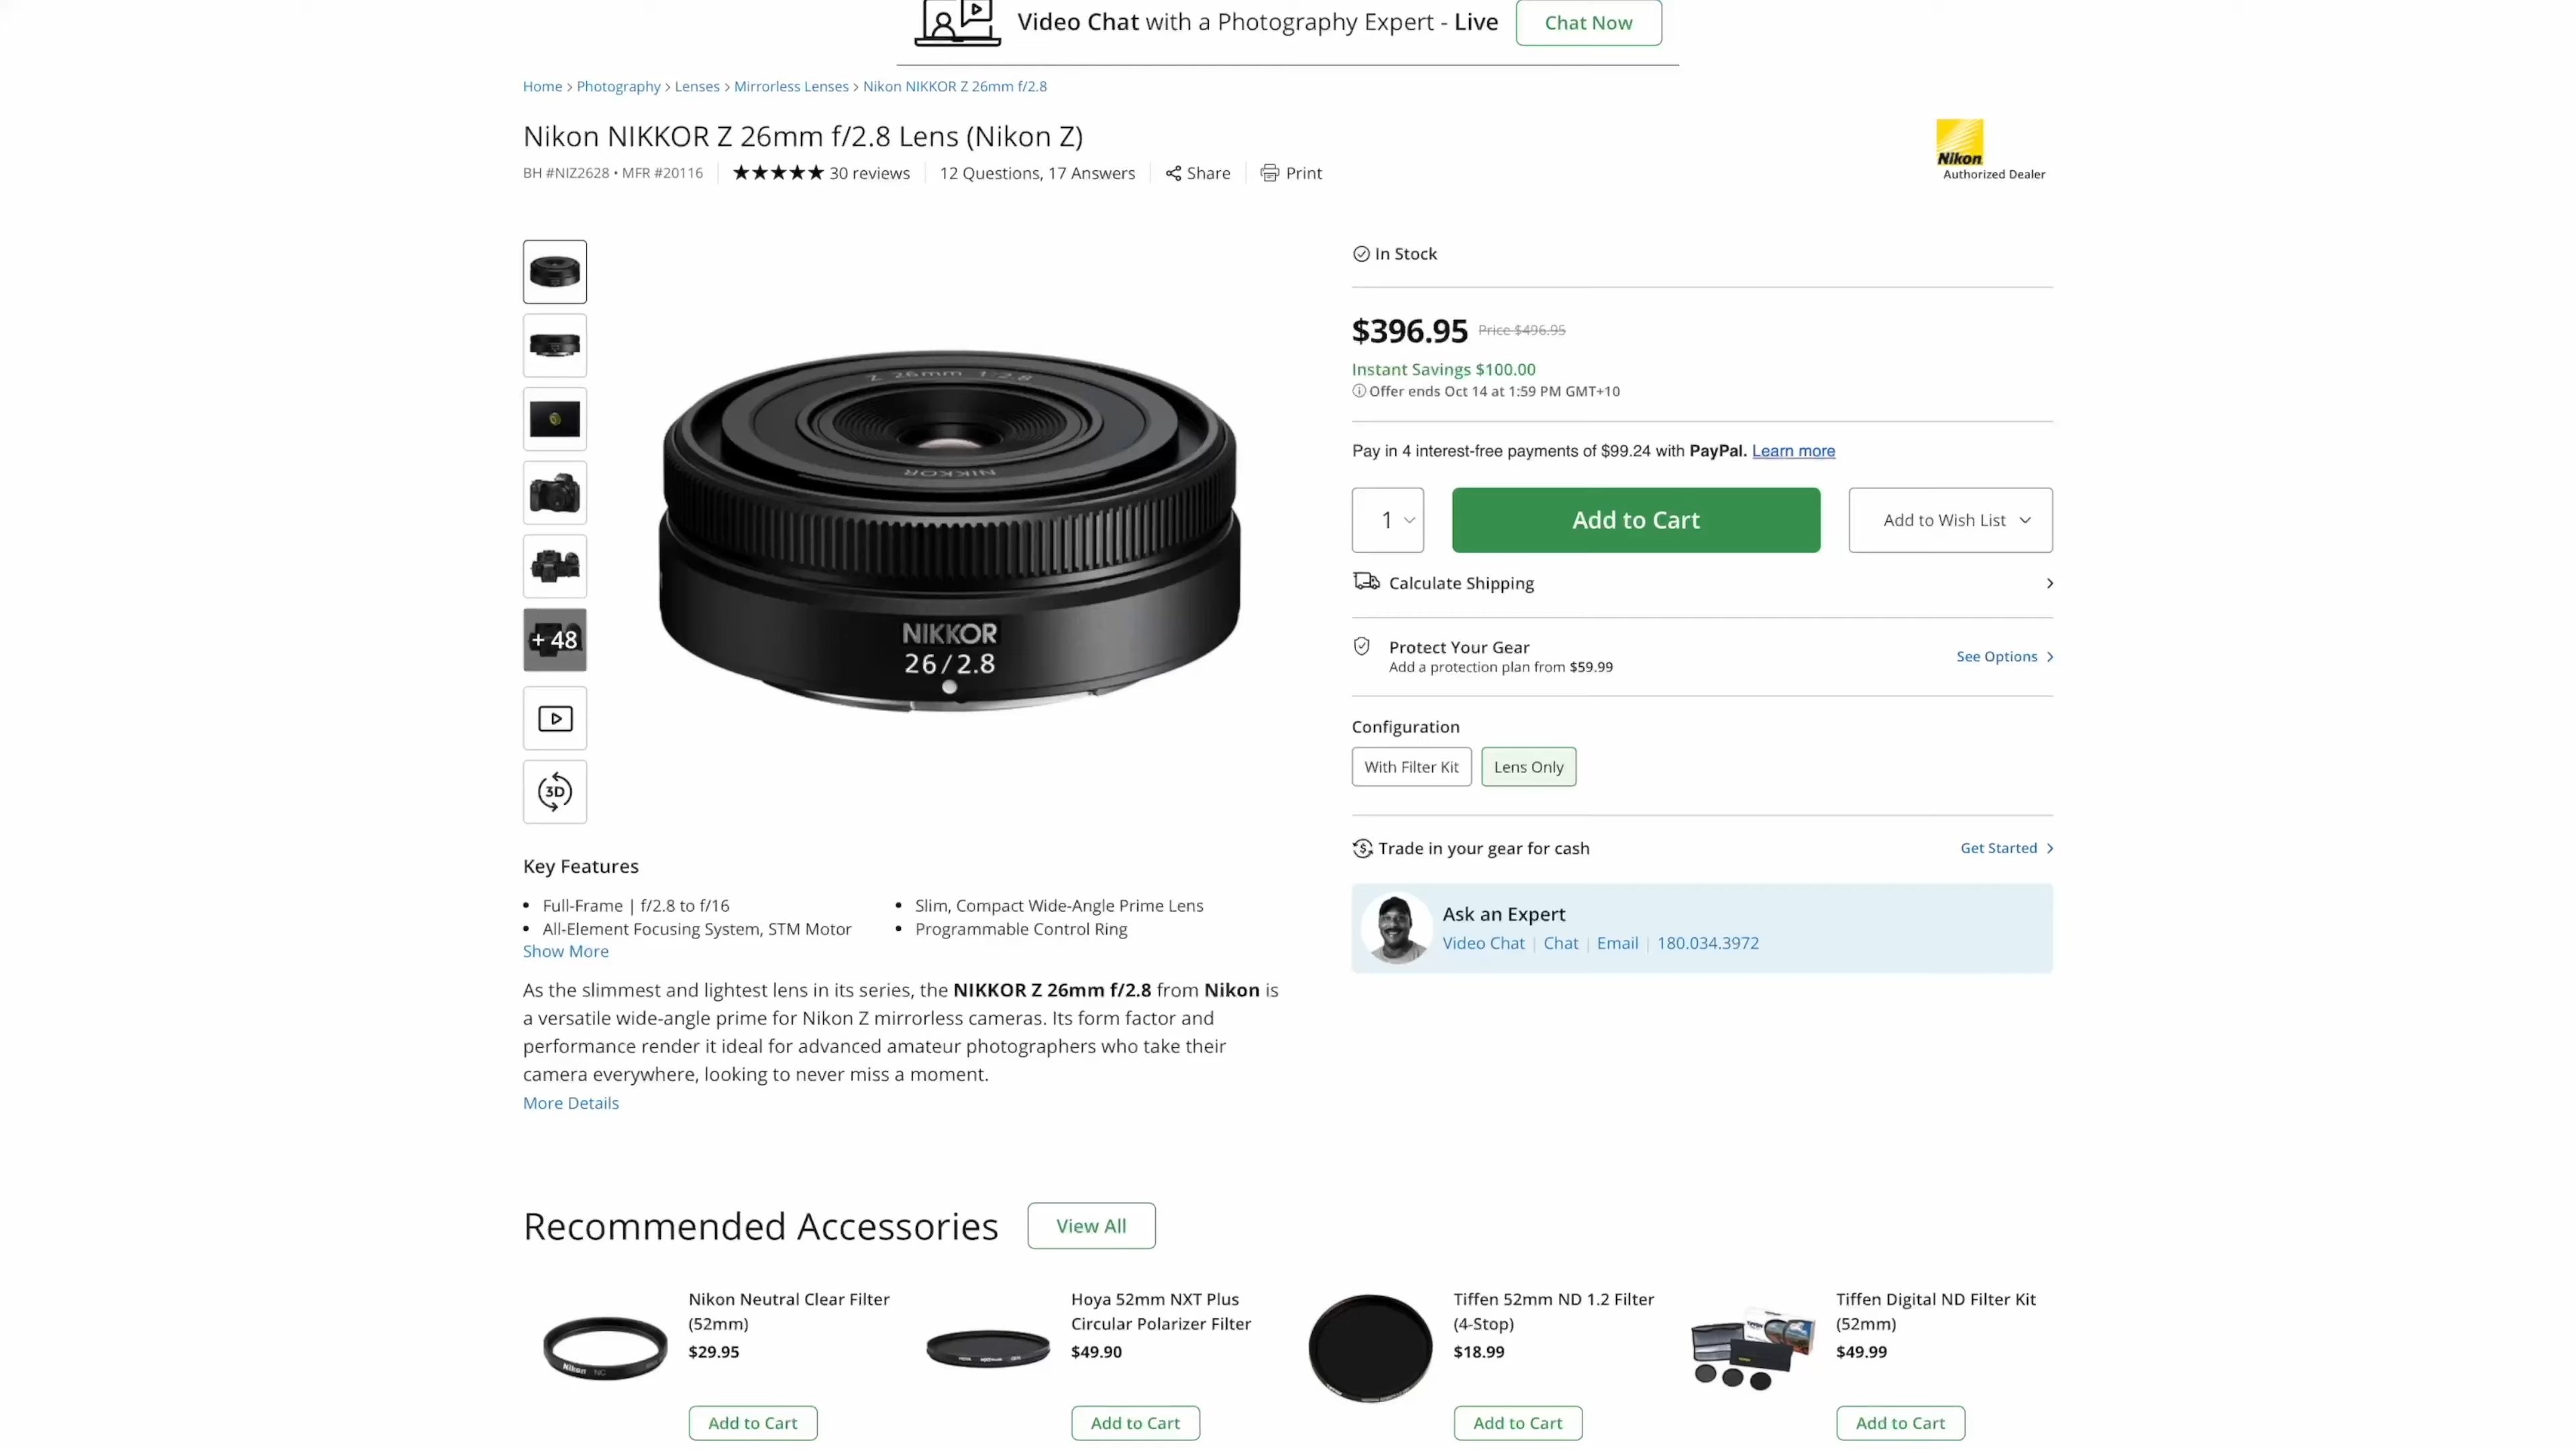 Video Chat with a Photography Expert - Live
Chat Now
Home > Photography > Lenses > Mirrorless Lenses > Nikon NIKKOR Z 26mm f/2.8
Nikon NIKKOR Z 26mm f/2.8 Lens (Nikon Z)
BH #NIZ2628 • MFR #20116
30 reviews
12 Questions, 17 Answers
Share
Print
Nikon
Authorized Dealer
+ 48
3D
Z 26mm 1:2.8
NIKKOR
NIKKOR
26/2.8
In Stock
$396.95 Price $496.95
Instant Savings $100.00
Offer ends Oct 14 at 1:59 PM GMT+10
Pay in 4 interest-free payments of $99.24 with PayPal. Learn more
1
Add to Cart
Add to Wish List
Calculate Shipping
Protect Your Gear
Add a protection plan from $59.99
See Options
Configuration
With Filter Kit
Lens Only
Trade in your gear for cash
Get Started
Ask an Expert
Video Chat | Chat | Email | 180.034.3972
Key Features
• Full-Frame | f/2.8 to f/16
• All-Element Focusing System, STM Motor
• Slim, Compact Wide-Angle Prime Lens
• Programmable Control Ring
Show More
As the slimmest and lightest lens in its series, the NIKKOR Z 26mm f/2.8 from Nikon is
a versatile wide-angle prime for Nikon Z mirrorless cameras. Its form factor and
performance render it ideal for advanced amateur photographers who take their
camera everywhere, looking to never miss a moment.
More Details
Recommended Accessories
View All
Nikon NC
Nikon Neutral Clear Filter
(52mm)
$29.95
Add to Cart
Hoya 52mm NXT Plus
Circular Polarizer Filter
$49.90
Add to Cart
Tiffen 52mm ND 1.2 Filter
(4-Stop)
$18.99
Add to Cart
Tiffen Digital ND Filter Kit
(52mm)
$49.99
Add to Cart